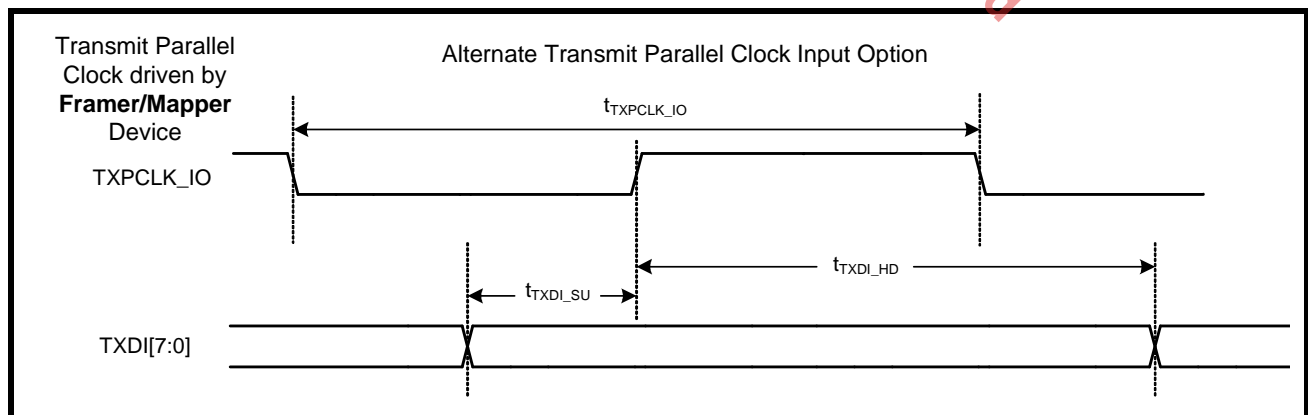 Transmit Parallel
Clock driven by
Framer/Mapper
Device
Alternate Transmit Parallel Clock Input Option
tTXPCLK_IO
TXPCLK_IO
tTXDI_HD
tTXDI_SU
TXDI[7:0]